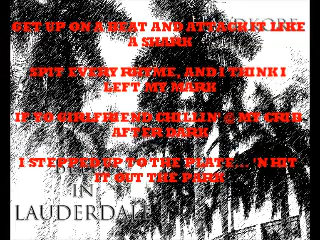 GET UP ON A BEAT AND ATTACK IT LIKE
A SHARK
SPIT EVERY RHYME, AND I THINK I
LEFT MY MARK
IF YO GIRLFRIEND CHILLIN' @ MY CRIB
AFTER DARK
I STEPPED UP TO THE PLATE... 'N HIT
IT OUT THE PARK
IN
LAUDERDALE